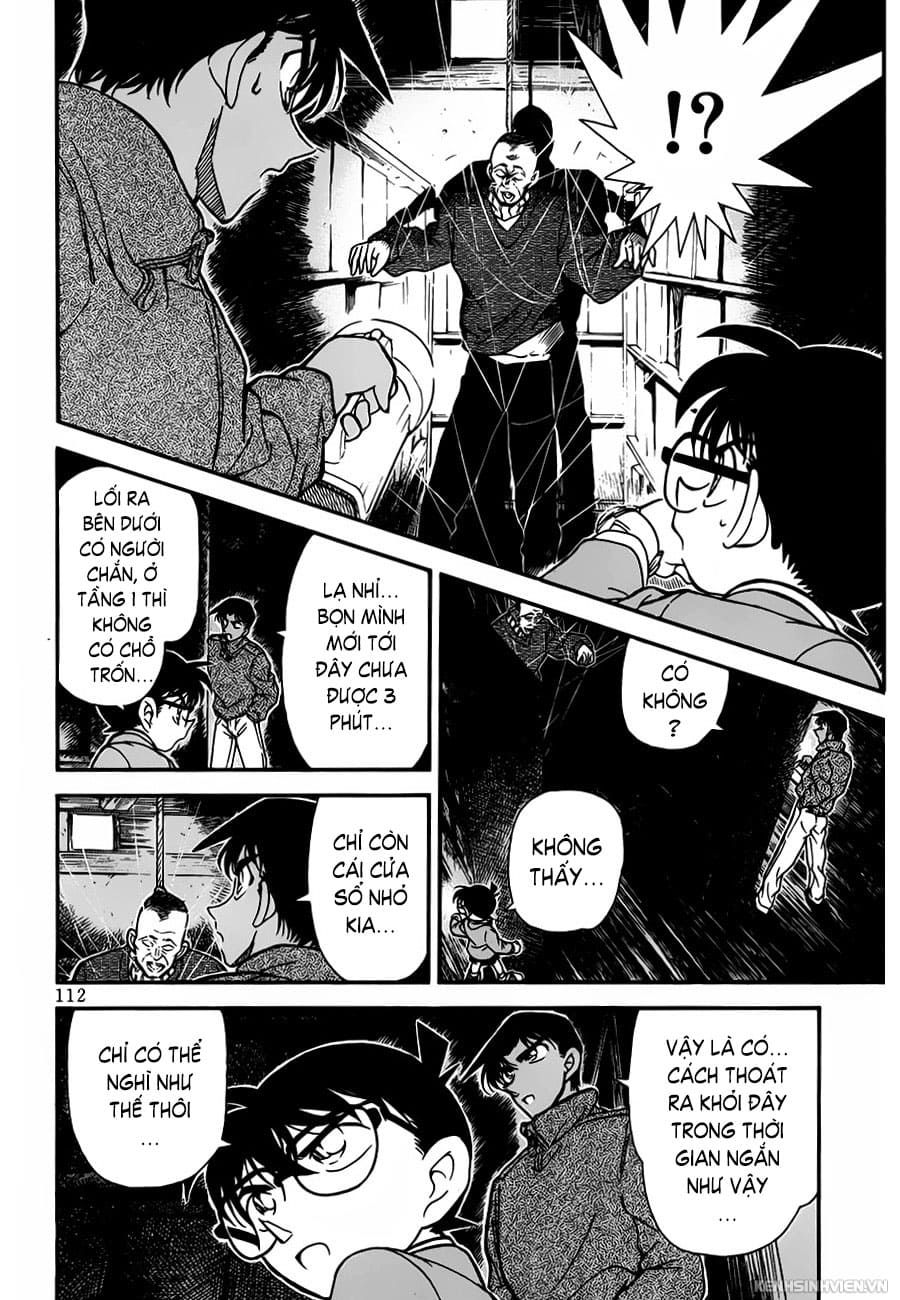 !?
CÓ
KHÔNG
?
KHÔNG
THẤY...
LẠ NHỈ...
BỌN MÌNH
MỚI TỚI
ĐÂY CHƯA
ĐƯỢC 3
PHÚT...
LỐI RA
BÊN DƯỚI
CÓ NGƯỜI
CHẮN, Ở
TẦNG 1 THÌ
KHÔNG
CÓ CHỖ
TRỐN...
CHỈ CÒN
CÁI CỬA
SỔ NHỎ
KIA...
112
VẬY LÀ CÓ...
CÁCH THOÁT
RA KHỎI ĐÂY
TRONG THỜI
GIAN NGẮN
NHƯ VẬY
...
CHỈ CÓ THỂ
NGHÌ NHƯ
THẾ THÔI
...
KENHSINHVIEN.VN